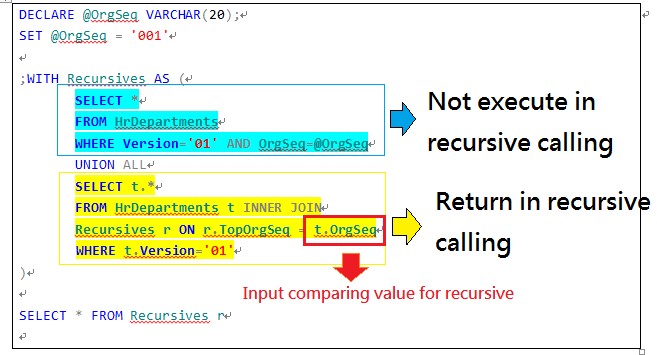 DECLARE @OrgSeq VARCHAR(20);
SET @OrgSeq = '001'
;WITH Recursives AS (
SELECT *
FROM HrDepartments
WHERE Version='01' AND OrgSeq=@OrgSeq
UNION ALL
SELECT t.*
FROM HrDepartments t INNER JOIN
Recursives r ON r.TopOrgSeq = t.OrgSeq
WHERE t.Version='01'
)
SELECT * FROM Recursives r
Not execute in
recursive calling
Return in recursive
calling
Input comparing value for recursive